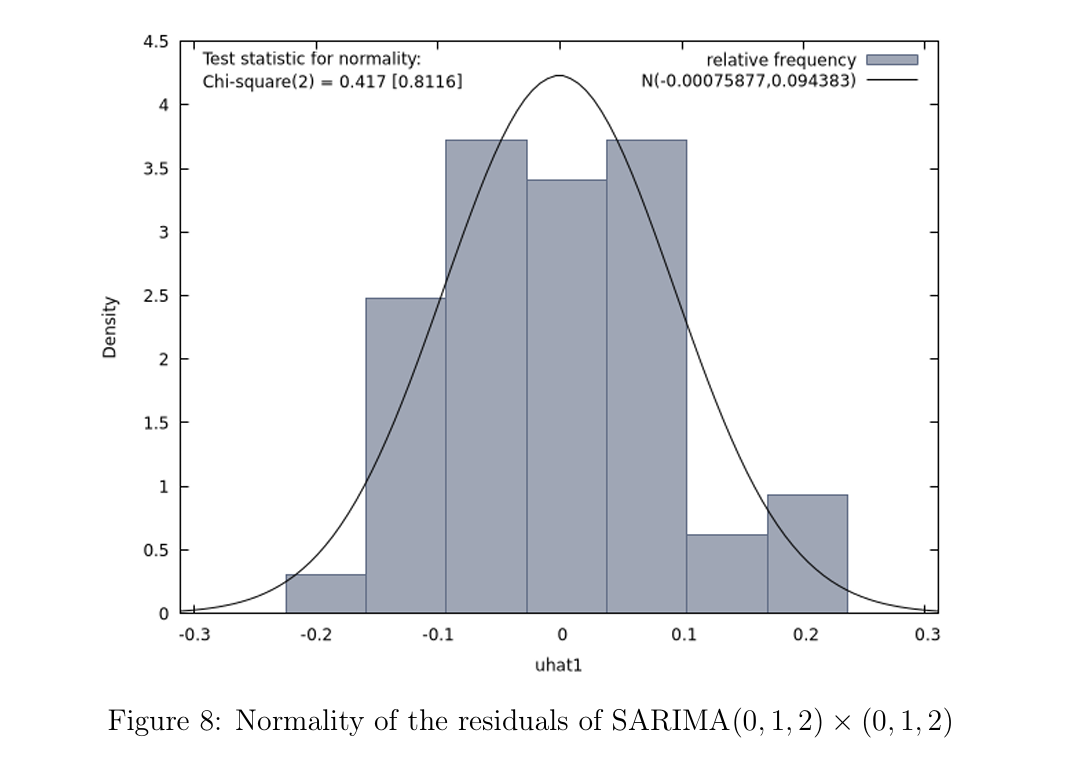 Test statistic for normality:
Chi-square(2) = 0.417 [0.8116]
relative frequency
N(-0.00075877,0.094383)
4.5
4
3.5
3
2.5
2
1.5
1
0.5
0
Density
-0.3
-0.2
-0.1
0
0.1
0.2
0.3
uhat1
Figure 8: Normality of the residuals of SARIMA(0, 1, 2) × (0, 1, 2)